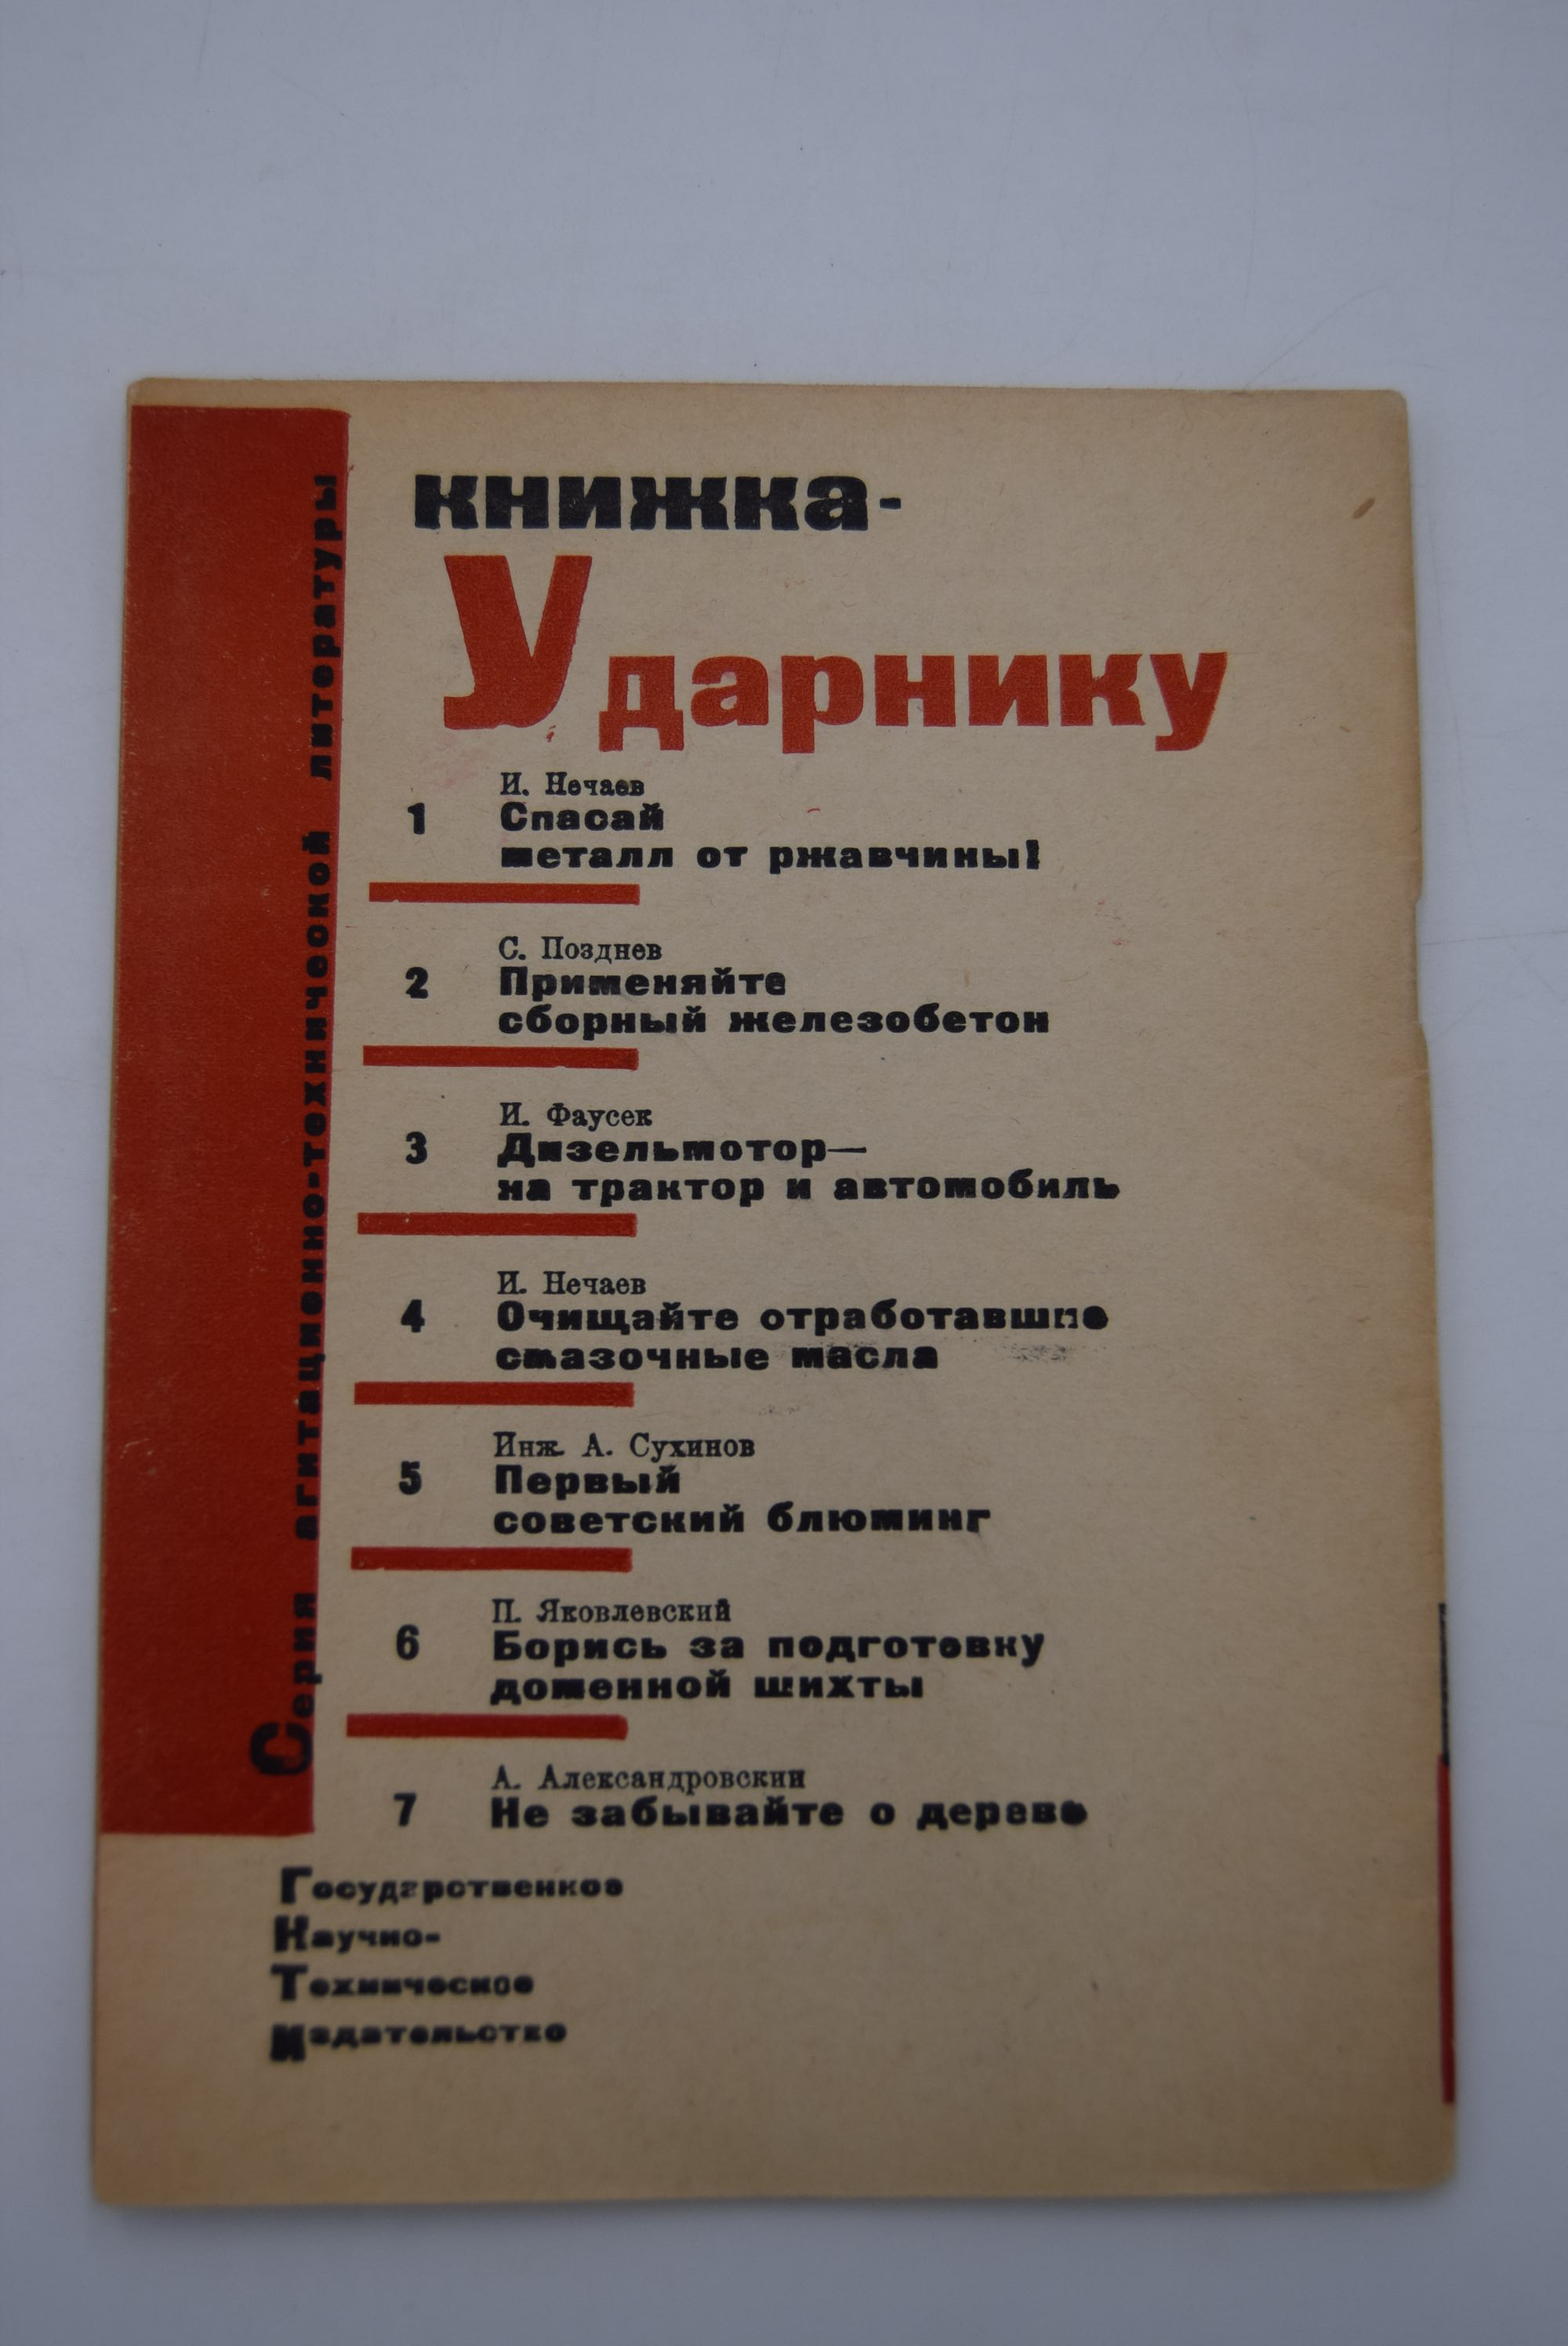 книжка-
Ударнику
Серия агитационно-технической литературы
И. Нечаев
1 Спасай
металл от ржавчины!
С. Позднев
2 Применяйте
сборный железобетон
И. Фаусек
3 Дизельмотор—
на трактор и автомобиль
И. Нечаев
4 Очищайте отработавшие
смазочные масла
Инж. А. Сухинов
5 Первый
советский блюминг
П. Яковлевский
6 Борись за подготовку
доменной шихты
А. Александровский
7 Не забывайте о дереве
Государственное
Научно-
Техническое
Издательство